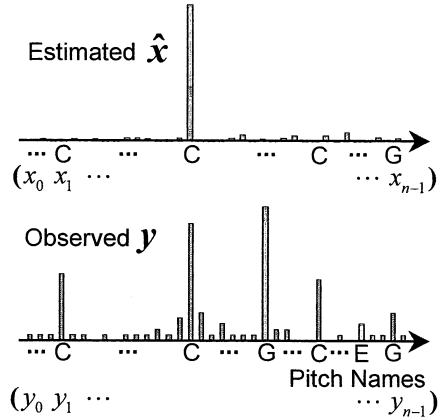 Estimated x̂
... C ... C ... C ... G
(x₀ x₁ ... ... xₙ₋₁)
Observed y
... C ... C ... G ... C ... E G
Pitch Names
(y₀ y₁ ... ... yₙ₋₁)